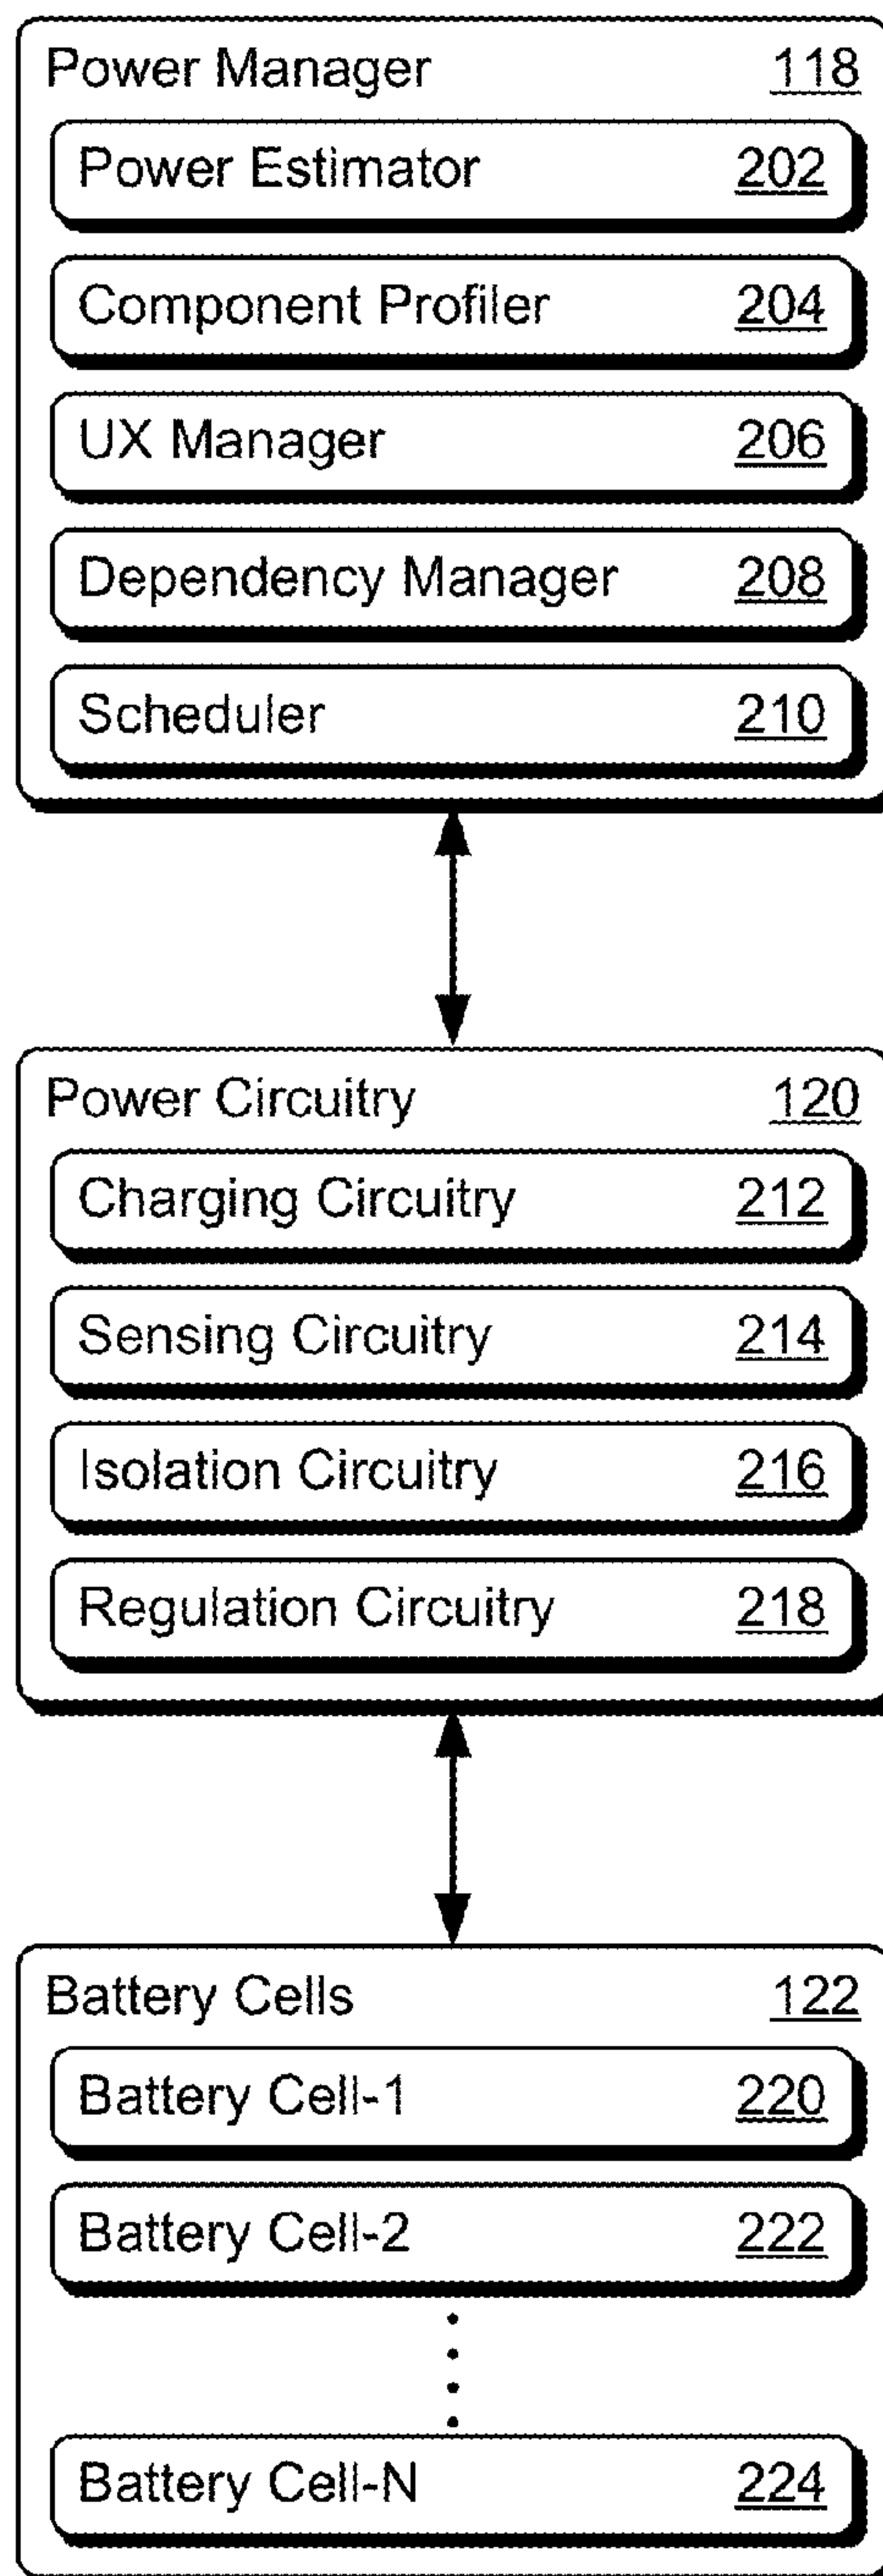 Power Manager 118
Power Estimator 202
Component Profiler 204
UX Manager 206
Dependency Manager 208
Scheduler 210
Power Circuitry 120
Charging Circuitry 212
Sensing Circuitry 214
Isolation Circuitry 216
Regulation Circuitry 218
Battery Cells 122
Battery Cell-1 220
Battery Cell-2 222
Battery Cell-N 224